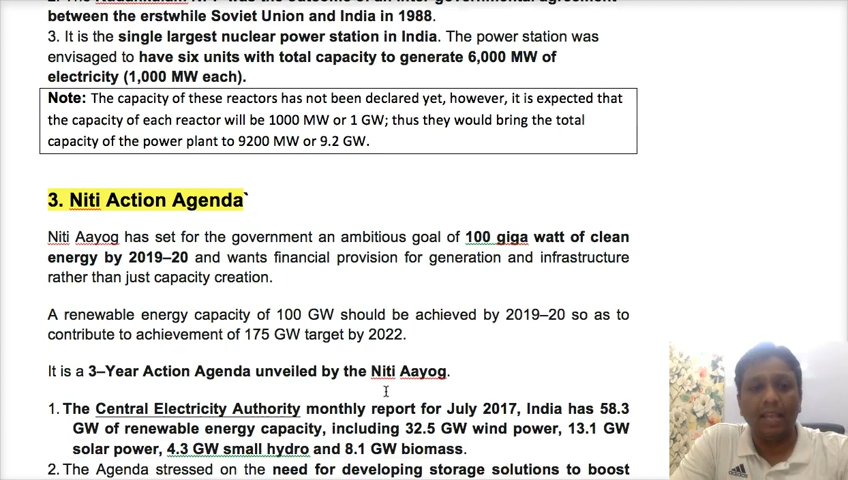 between the erstwhile Soviet Union and India in 1988.
3. It is the single largest nuclear power station in India. The power station was
envisaged to have six units with total capacity to generate 6,000 MW of
electricity (1,000 MW each).
Note: The capacity of these reactors has not been declared yet, however, it is expected that
the capacity of each reactor will be 1000 MW or 1 GW; thus they would bring the total
capacity of the power plant to 9200 MW or 9.2 GW.
3. Niti Action Agenda`
Niti Aayog has set for the government an ambitious goal of 100 giga watt of clean
energy by 2019–20 and wants financial provision for generation and infrastructure
rather than just capacity creation.
A renewable energy capacity of 100 GW should be achieved by 2019–20 so as to
contribute to achievement of 175 GW target by 2022.
It is a 3–Year Action Agenda unveiled by the Niti Aayog.
1. The Central Electricity Authority monthly report for July 2017, India has 58.3
GW of renewable energy capacity, including 32.5 GW wind power, 13.1 GW
solar power, 4.3 GW small hydro and 8.1 GW biomass.
2. The Agenda stressed on the need for developing storage solutions to boost
adidas